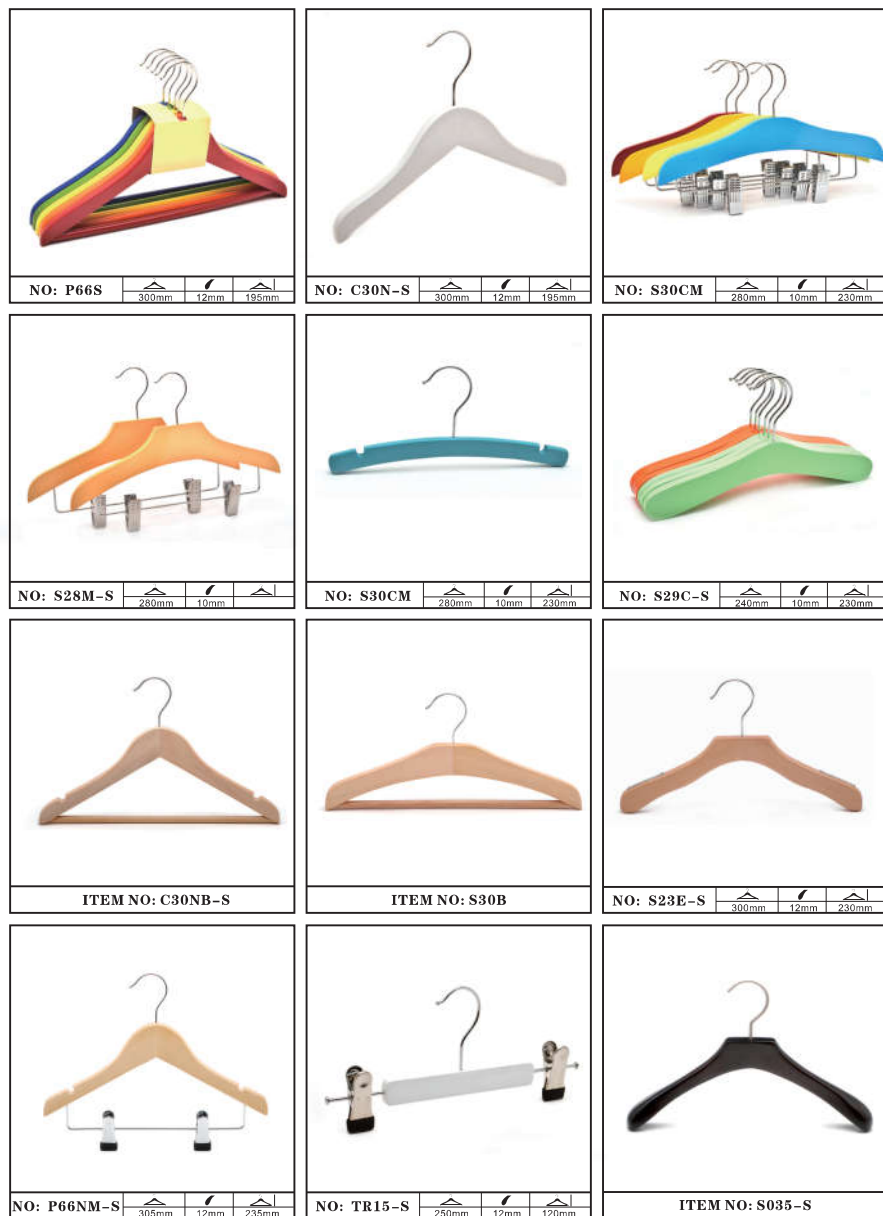 NO: P66S 300mm 12mm 195mm
NO: C30N-S 300mm 12mm 195mm
NO: S30CM 280mm 10mm 230mm
NO: S28M-S 280mm 10mm
NO: S30CM 280mm 10mm 230mm
NO: S29C-S 240mm 10mm 230mm
ITEM NO: C30NB-S
ITEM NO: S30B
NO: S23E-S 300mm 12mm 230mm
NO: P66NM-S 305mm 12mm 235mm
NO: TR15-S 250mm 12mm 120mm
ITEM NO: S035-S